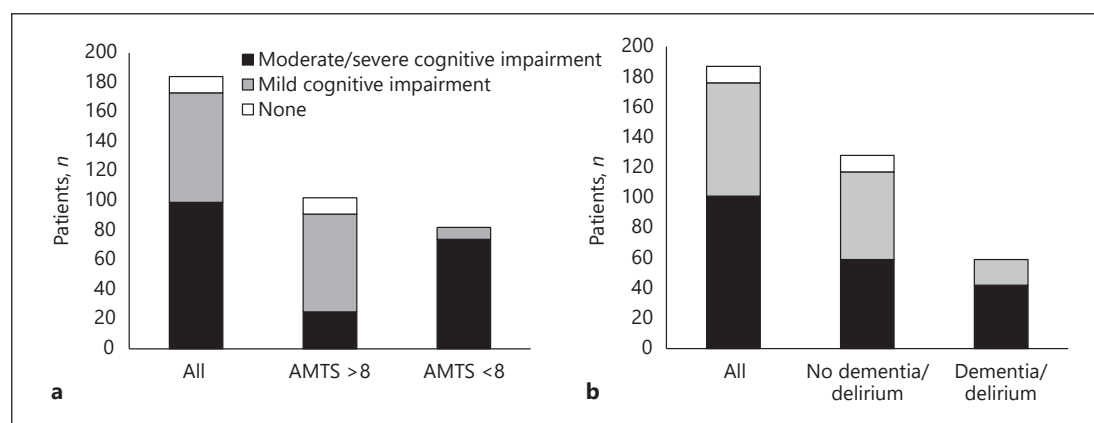 200
180
160
140
120
100
80
60
40
20
0
Patients, n
Moderate/severe cognitive impairment
Mild cognitive impairment
None
All
AMTS >8
AMTS <8
a
200
180
160
140
120
100
80
60
40
20
0
Patients, n
All
No dementia/
delirium
Dementia/
delirium
b